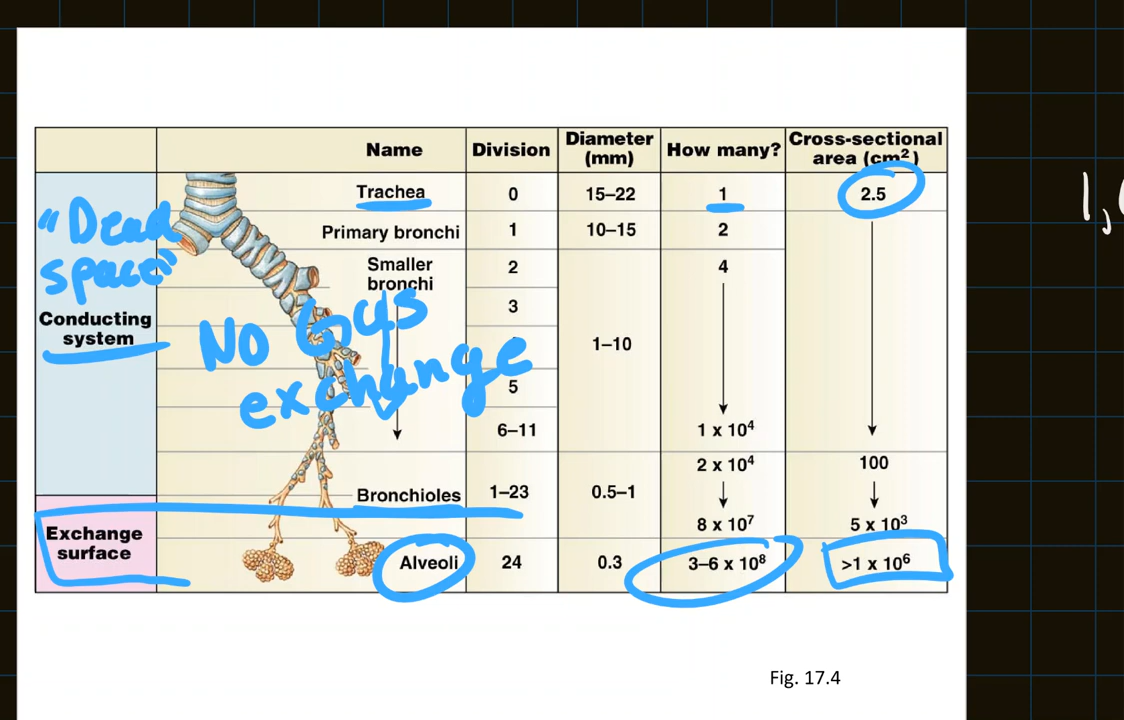 Name Division Diameter (mm) How many? Cross-sectional area (cm²)
Trachea 0 15–22 1 2.5
"Dead space"
Primary bronchi 1 10–15 2
Smaller bronchi 2 4
3
Conducting system
No Gas exchange
1–10
5
6–11 1 x 10⁴
2 x 10⁴ 100
Bronchioles 1–23 0.5–1
8 x 10⁷ 5 x 10³
Exchange surface
Alveoli 24 0.3 3–6 x 10⁸ >1 x 10⁶
Fig. 17.4